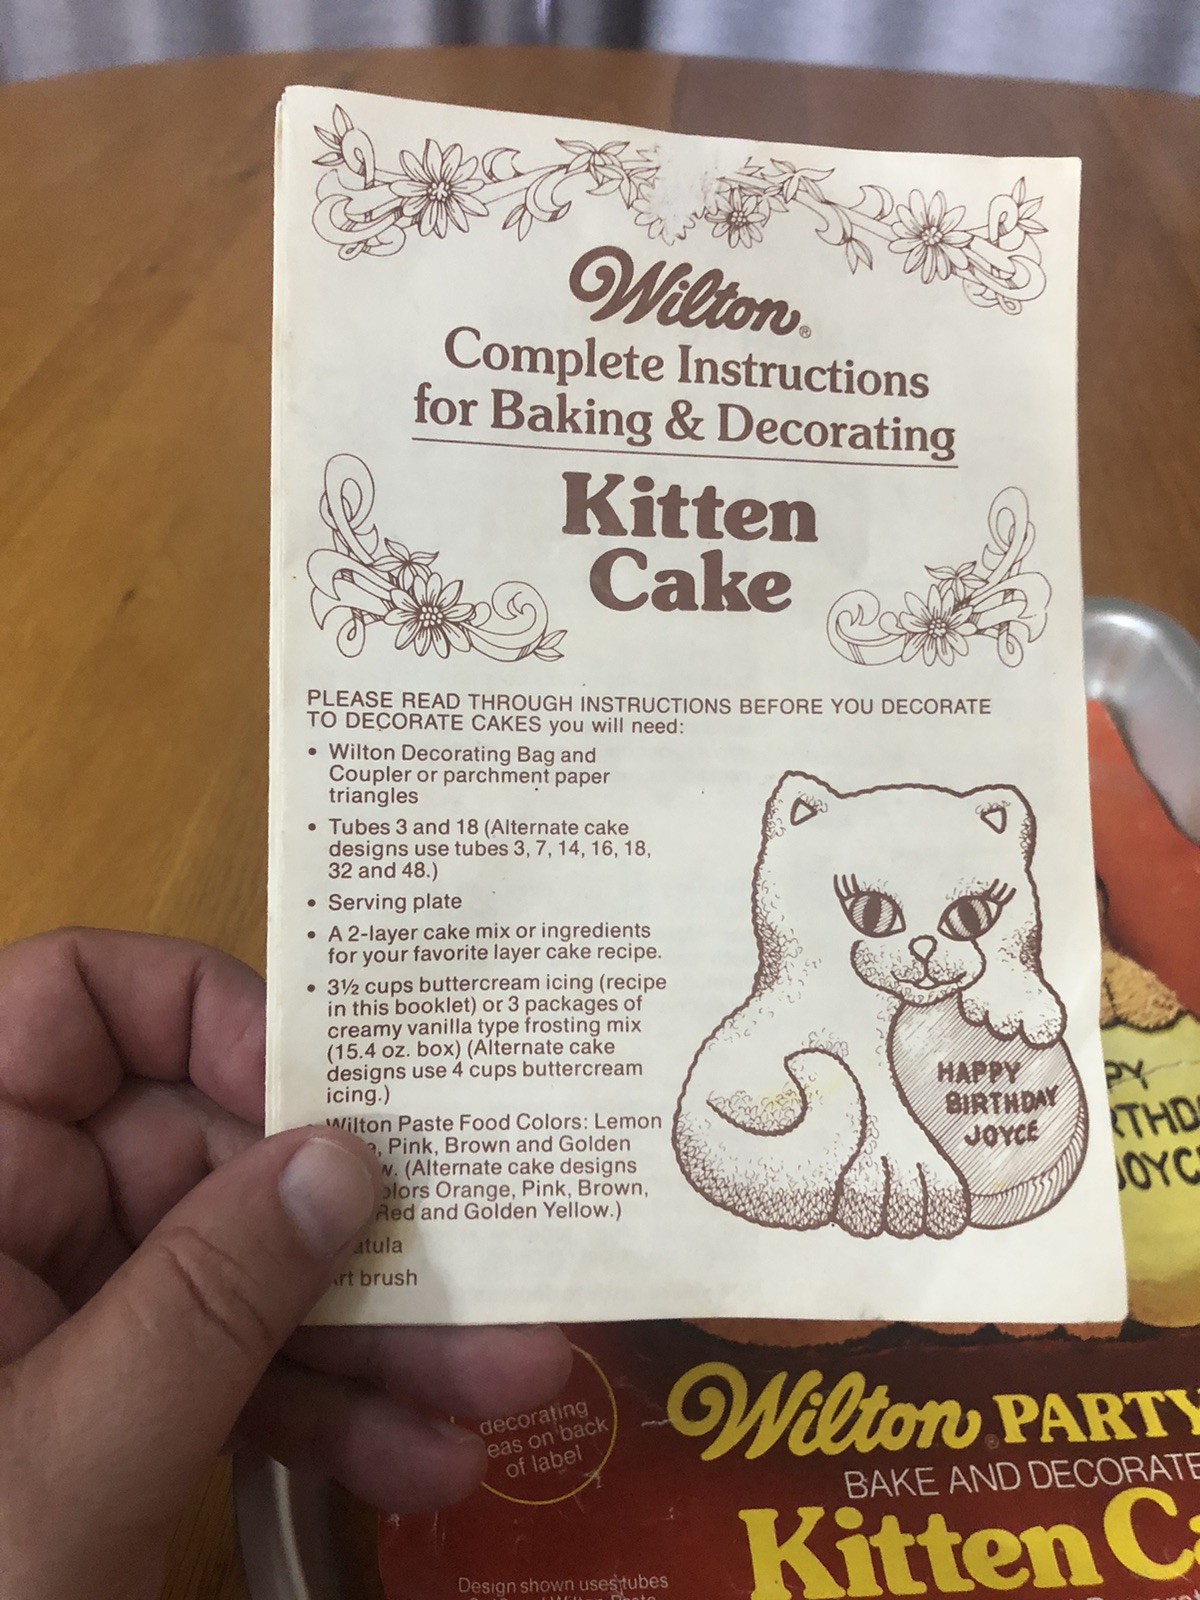 Wilton®
Complete Instructions
for Baking & Decorating
Kitten
Cake
PLEASE READ THROUGH INSTRUCTIONS BEFORE YOU DECORATE
TO DECORATE CAKES you will need:
• Wilton Decorating Bag and
Coupler or parchment paper
triangles
• Tubes 3 and 18 (Alternate cake
designs use tubes 3, 7, 14, 16, 18,
32 and 48.)
• Serving plate
• A 2-layer cake mix or ingredients
for your favorite layer cake recipe.
• 3½ cups buttercream icing (recipe
in this booklet) or 3 packages of
creamy vanilla type frosting mix
(15.4 oz. box) (Alternate cake
designs use 4 cups buttercream
icing.)
Wilton Paste Food Colors: Lemon
, Pink, Brown and Golden
(Alternate cake designs
Orange, Pink, Brown,
Red and Golden Yellow.)
brush
HAPPY
BIRTHDAY
JOYCE
decorating
on back
of label
Wilton PARTY
BAKE AND DECORATE
Kitten
Design shown uses tubes